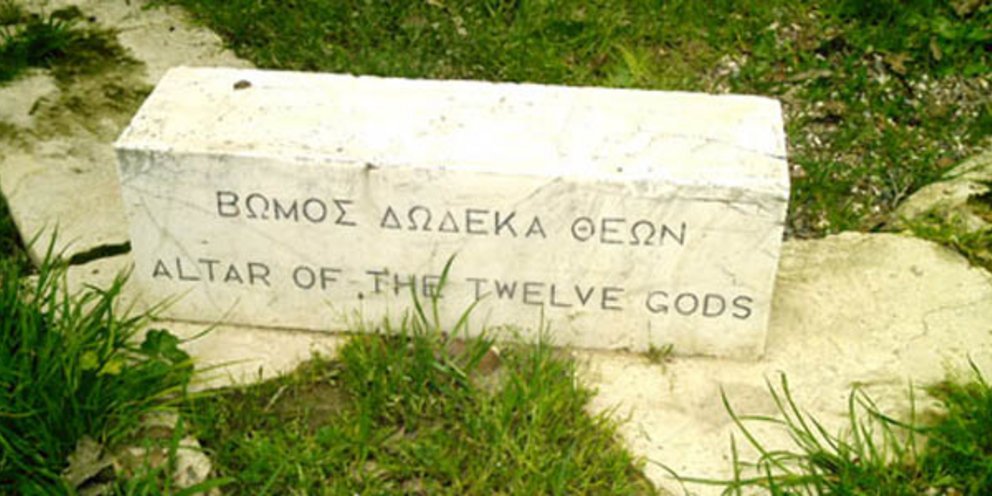 ΒΩΜΟΣ ΔΩΔΕΚΑ ΘΕΩΝ
ALTAR OF THE TWELVE GODS